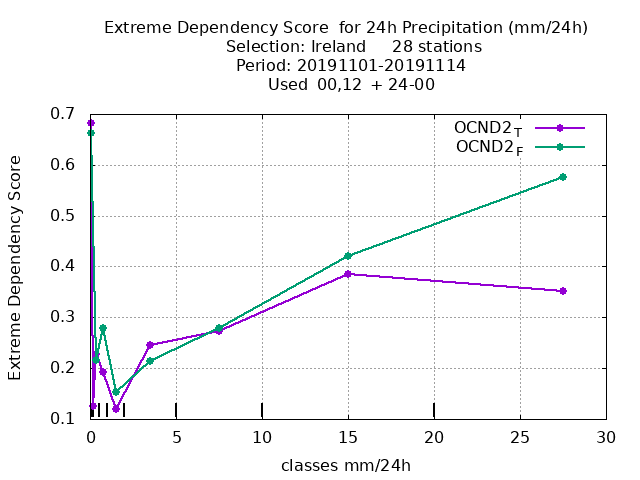 Extreme Dependency Score  for 24h Precipitation (mm/24h)
Selection: Ireland     28 stations
Period: 20191101-20191114
Used  00,12  + 24-00
OCND2T
OCND2F
Extreme Dependency Score
0.7
0.6
0.5
0.4
0.3
0.2
0.1
0 5 10 15 20 25 30
classes mm/24h